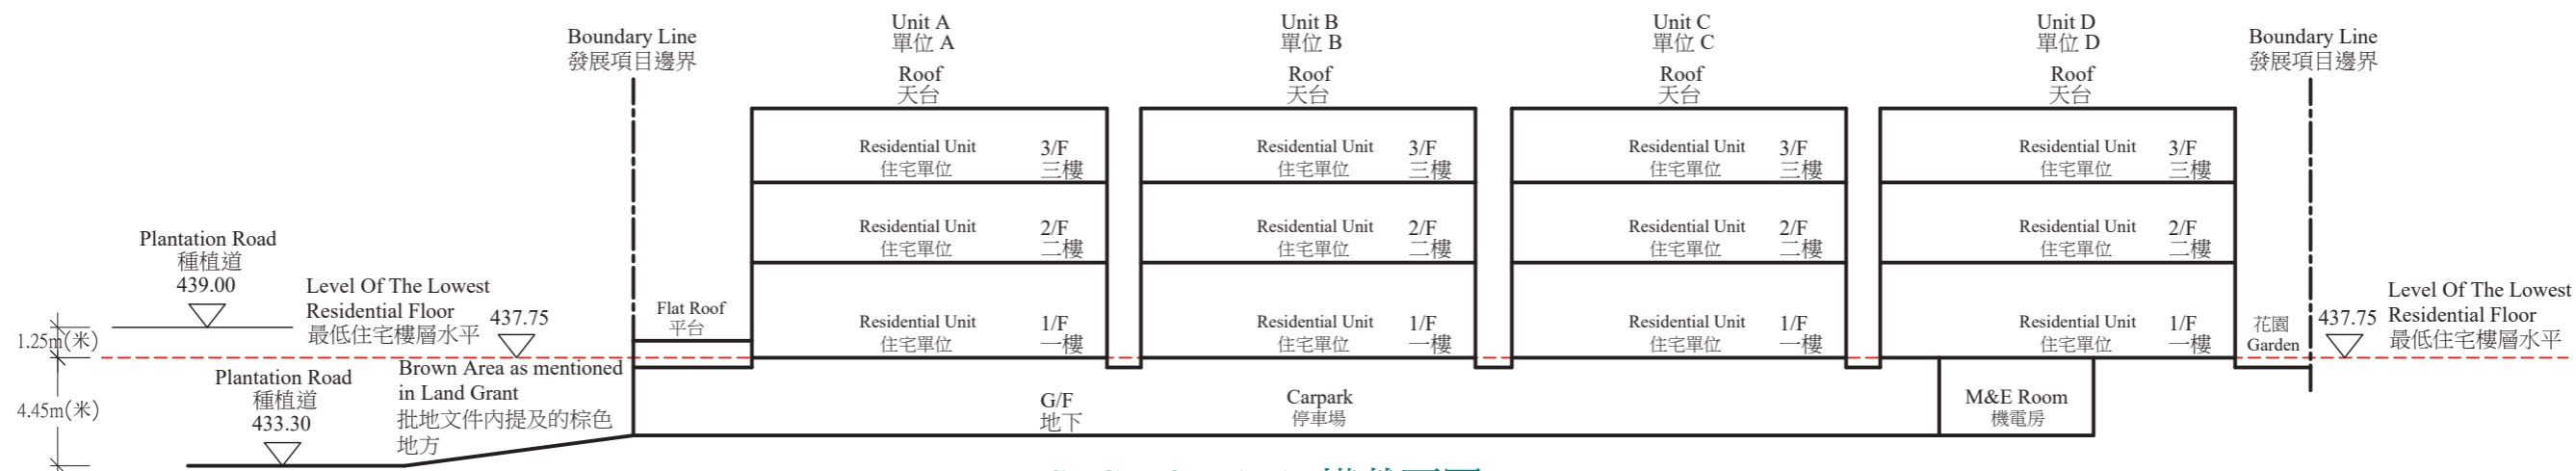 Boundary Line
發展項目邊界
Unit A
單位 A
Roof
天台
Unit B
單位 B
Roof
天台
Unit C
單位 C
Roof
天台
Unit D
單位 D
Roof
天台
Boundary Line
發展項目邊界
Residential Unit 3/F
住宅單位 三樓
Residential Unit 3/F
住宅單位 三樓
Residential Unit 3/F
住宅單位 三樓
Residential Unit 3/F
住宅單位 三樓
Residential Unit 2/F
住宅單位 二樓
Residential Unit 2/F
住宅單位 二樓
Residential Unit 2/F
住宅單位 二樓
Residential Unit 2/F
住宅單位 二樓
Plantation Road
種植道
439.00
Level Of The Lowest
Residential Floor
最低住宅樓層水平
437.75
Flat Roof
平台
Residential Unit 1/F
住宅單位 一樓
Residential Unit 1/F
住宅單位 一樓
Residential Unit 1/F
住宅單位 一樓
Residential Unit 1/F
住宅單位 一樓
花園
Garden
437.75
Level Of The Lowest
Residential Floor
最低住宅樓層水平
1.25m(米)
4.45m(米)
Plantation Road
種植道
433.30
Brown Area as mentioned
in Land Grant
批地文件內提及的棕色
地方
G/F
地下
Carpark
停車場
M&E Room
機電房